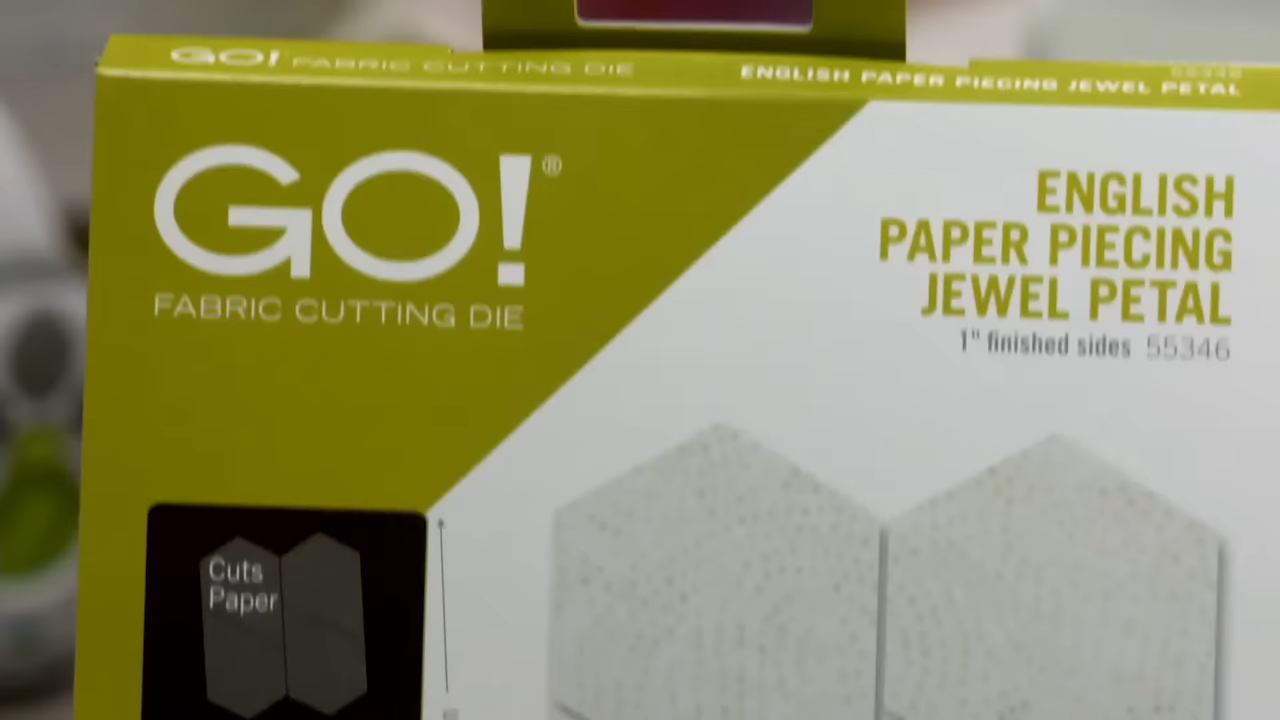 GO! FABRIC CUTTING DIE
ENGLISH PAPER PIECING JEWEL PETAL
55346
GO!®
FABRIC CUTTING DIE
ENGLISH
PAPER PIECING
JEWEL PETAL
1" finished sides 55346
Cuts
Paper